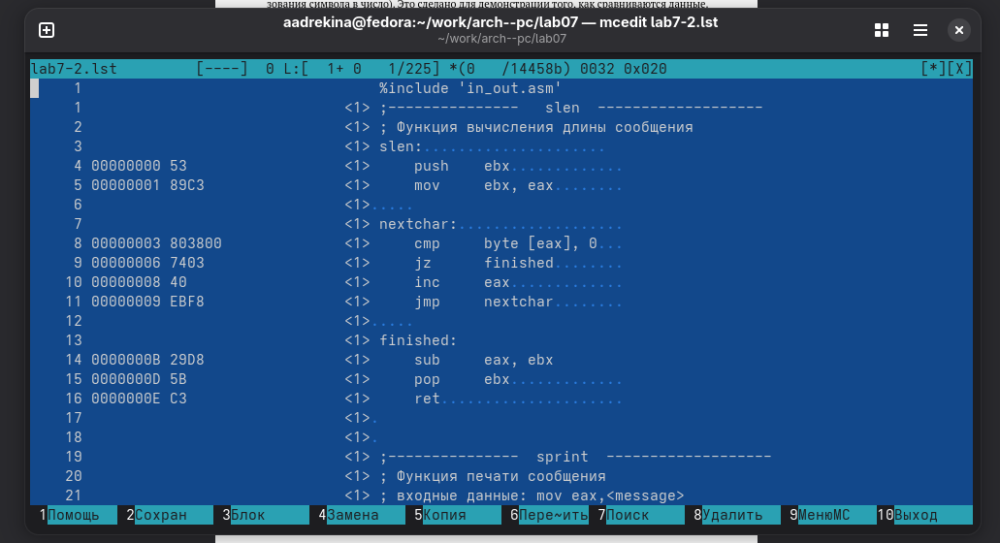 зования символа в число). Это сделано для демонстрации того, как сравниваются данные.
aadrekina@fedora:~/work/arch--pc/lab07 — mcedit lab7-2.lst
~/work/arch--pc/lab07
lab7-2.lst [----] 0 L:[ 1+ 0 1/225] *(0 /14458b) 0032 0x020 [*][X]
1 %include 'in_out.asm'
1 <1> ;--------------- slen -------------------
2 <1> ; Функция вычисления длины сообщения
3 <1> slen:.....................
4 00000000 53 <1> push ebx.............
5 00000001 89C3 <1> mov ebx, eax........
6 <1>.....
7 <1> nextchar:...................
8 00000003 803800 <1> cmp byte [eax], 0...
9 00000006 7403 <1> jz finished........
10 00000008 40 <1> inc eax.............
11 00000009 EBF8 <1> jmp nextchar........
12 <1>.....
13 <1> finished:
14 0000000B 29D8 <1> sub eax, ebx
15 0000000D 5B <1> pop ebx.............
16 0000000E C3 <1> ret.....................
17 <1>.
18 <1>.
19 <1> ;--------------- sprint -------------------
20 <1> ; Функция печати сообщения
21 <1> ; входные данные: mov eax,<message>
1Помощь 2Сохран 3Блок 4Замена 5Копия 6Пере~ить 7Поиск 8Удалить 9МенюМС 10Выход